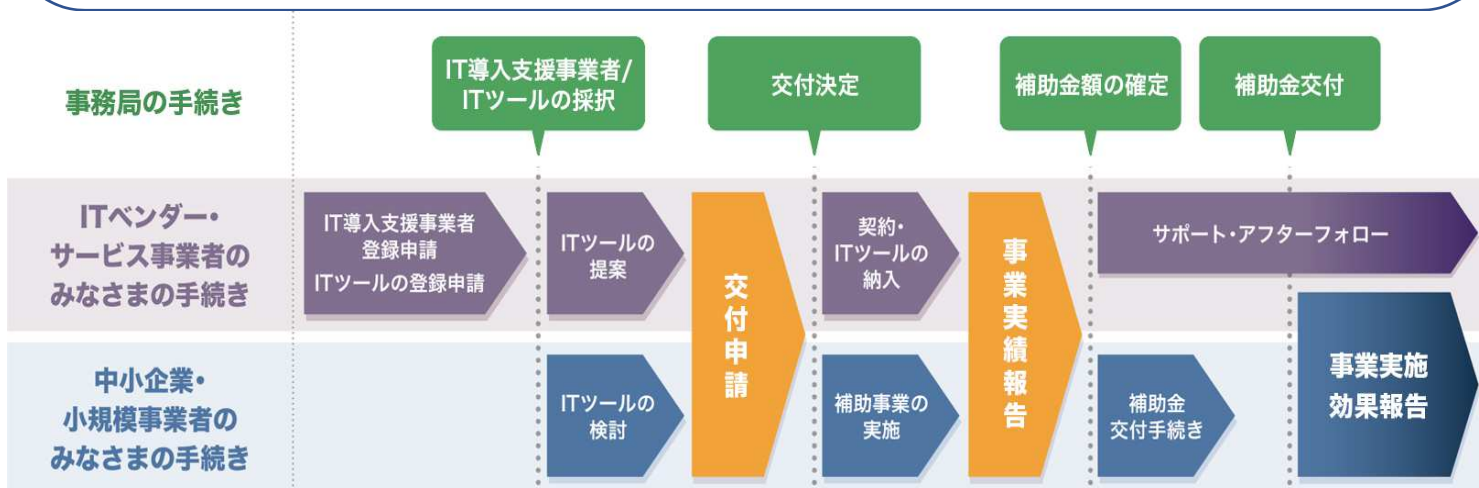 事務局の手続き
IT導入支援事業者/
ITツールの採択
交付決定
補助金額の確定
補助金交付
ITベンダー・
サービス事業者の
みなさまの手続き
IT導入支援事業者
登録申請
ITツールの登録申請
ITツールの
提案
交付申請
契約・
ITツールの
納入
事業実績報告
サポート・アフターフォロー
中小企業・
小規模事業者の
みなさまの手続き
ITツールの
検討
補助事業の
実施
補助金
交付手続き
事業実施
効果報告